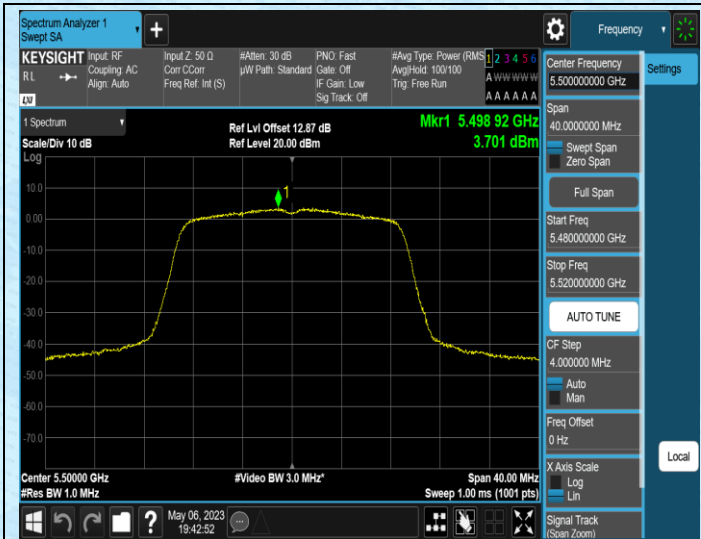 Spectrum Analyzer 1
Swept SA
Frequency
KEYSIGHT
Input: RF
Input Z: 50 Ω
#Atten: 30 dB
PNO: Fast
#Avg Type: Power (RMS)
1 2 3 4 5 6
RL
Coupling: AC
Corr CCorr
µW Path: Standard
Gate: Off
Avg|Hold: 100/100
A W W W W W
Align: Auto
Freq Ref: Int (S)
IF Gain: Low
Trig: Free Run
Sig Track: Off
A A A A A A
LXI
1 Spectrum
Ref Lvl Offset 12.87 dB
Mkr1 5.498 92 GHz
Scale/Div 10 dB
Ref Level 20.00 dBm
3.701 dBm
Log
1
10.0
0.00
-10.0
-20.0
-30.0
-40.0
-50.0
-60.0
-70.0
Center 5.50000 GHz
#Video BW 3.0 MHz*
Span 40.00 MHz
#Res BW 1.0 MHz
Sweep 1.00 ms (1001 pts)
May 06, 2023
19:42:52
Center Frequency
5.500000000 GHz
Settings
Span
40.0000000 MHz
Swept Span
Zero Span
Full Span
Start Freq
5.480000000 GHz
Stop Freq
5.520000000 GHz
AUTO TUNE
CF Step
4.000000 MHz
Auto
Man
Freq Offset
0 Hz
Local
X Axis Scale
Log
Lin
Signal Track
(Span Zoom)